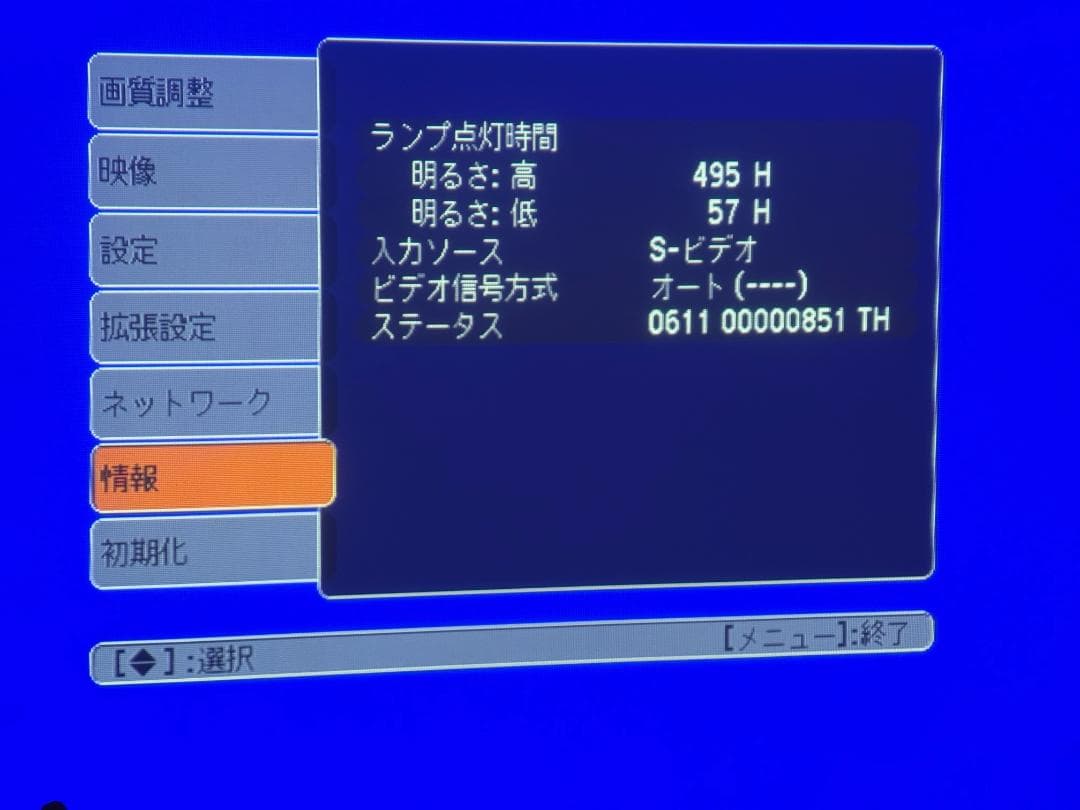 画質調整
映像
設定
拡張設定
ネットワーク
情報
初期化
ランプ点灯時間
明るさ: 高 495 H
明るさ: 低 57 H
入力ソース S-ビデオ
ビデオ信号方式 オート (----)
ステータス 0611 00000851 TH
[◆] :選択
[メニュー]:終了